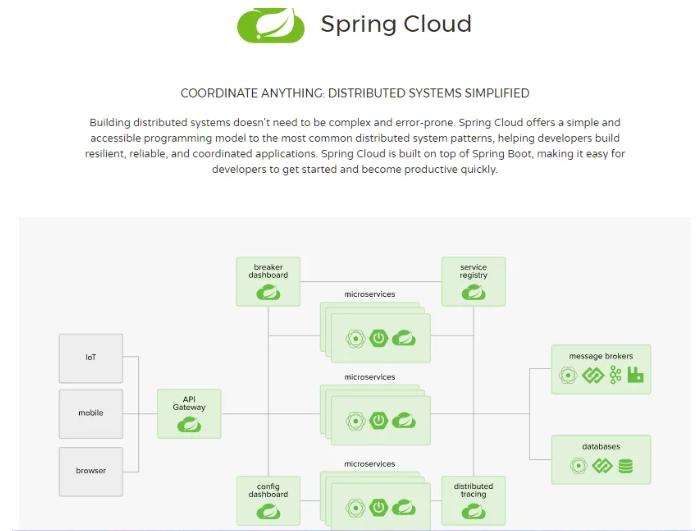 Spring Cloud
COORDINATE ANYTHING: DISTRIBUTED SYSTEMS SIMPLIFIED
Building distributed systems doesn't need to be complex and error-prone. Spring Cloud offers a simple and
accessible programming model to the most common distributed system patterns, helping developers build
resilient, reliable, and coordinated applications. Spring Cloud is built on top of Spring Boot, making it easy for
developers to get started and become productive quickly.
breaker
dashboard
service
registry
microservices
IoT
message brokers
microservices
API
Gateway
mobile
databases
browser
microservices
config
dashboard
distributed
tracing